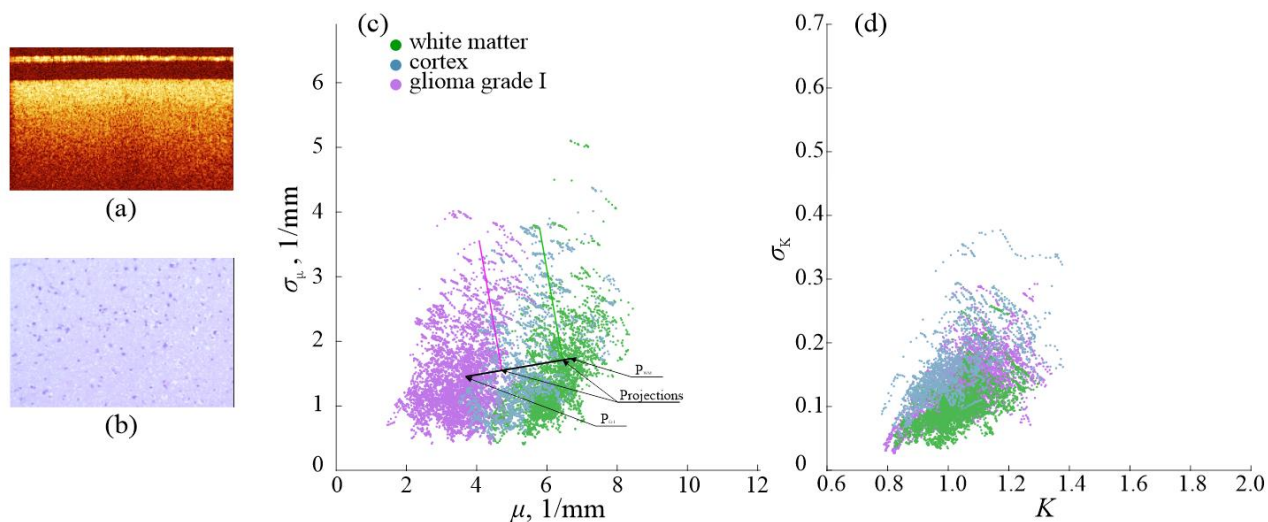 (a)
(b)
(c)
white matter
cortex
glioma grade I
σμ , 1/mm
6
5
4
3
2
1
0
0 2 4 6 8 10 12
μ, 1/mm
Projections
(d)
σK
0.7
0.6
0.5
0.4
0.3
0.2
0.1
0
0.6 0.8 1.0 1.2 1.4 1.6 1.8 2.0
K